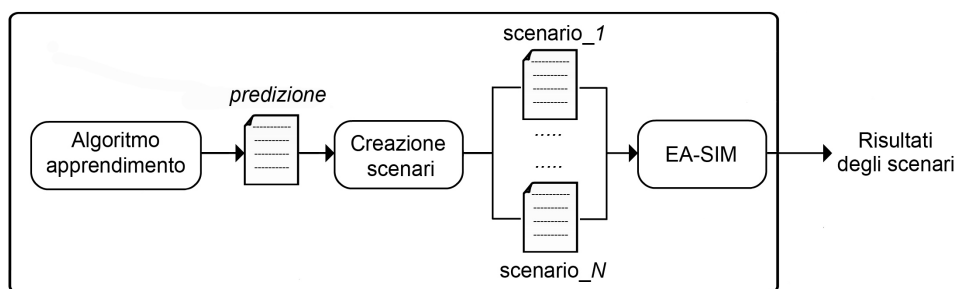 scenario_1
predizione
Algoritmo
apprendimento
Creazione
scenari
.....
.....
EA-SIM
Risultati
degli scenari
scenario_N